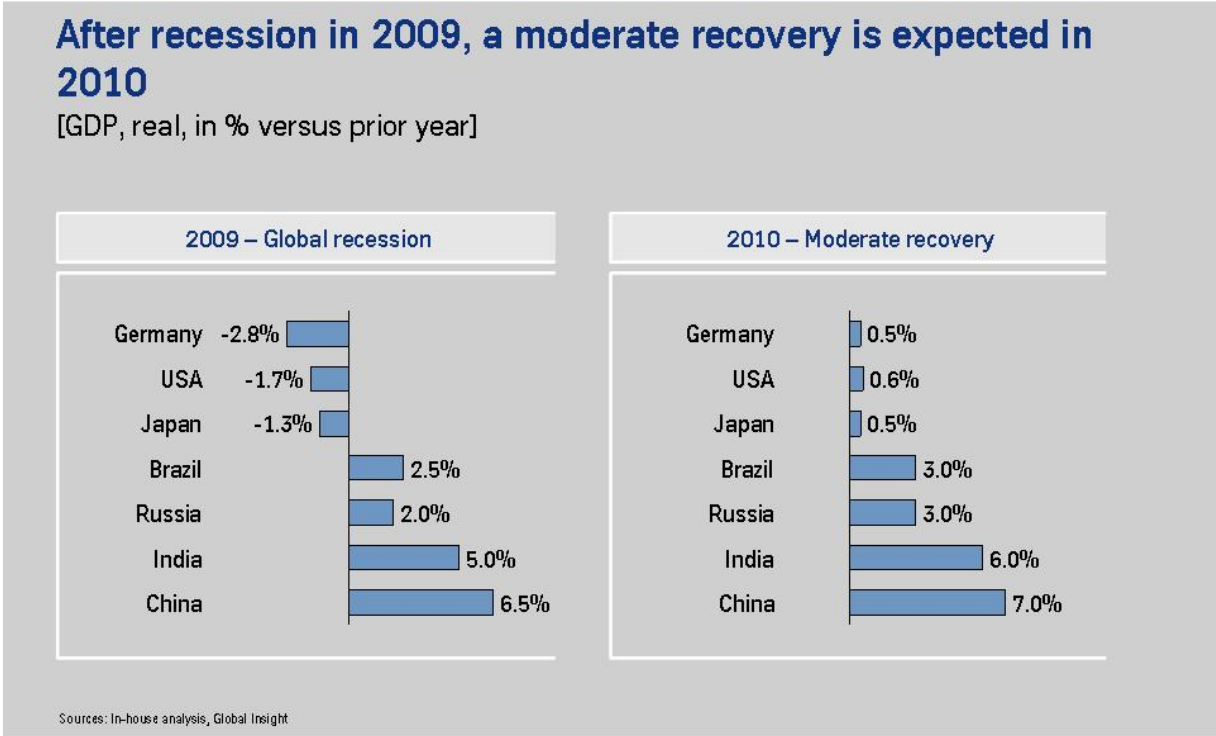 After recession in 2009, a moderate recovery is expected in
2010
[GDP, real, in % versus prior year]
2009 – Global recession
Germany -2.8%
USA -1.7%
Japan -1.3%
Brazil 2.5%
Russia 2.0%
India 5.0%
China 6.5%
2010 – Moderate recovery
Germany 0.5%
USA 0.6%
Japan 0.5%
Brazil 3.0%
Russia 3.0%
India 6.0%
China 7.0%
Sources: In-house analysis, Global Insight